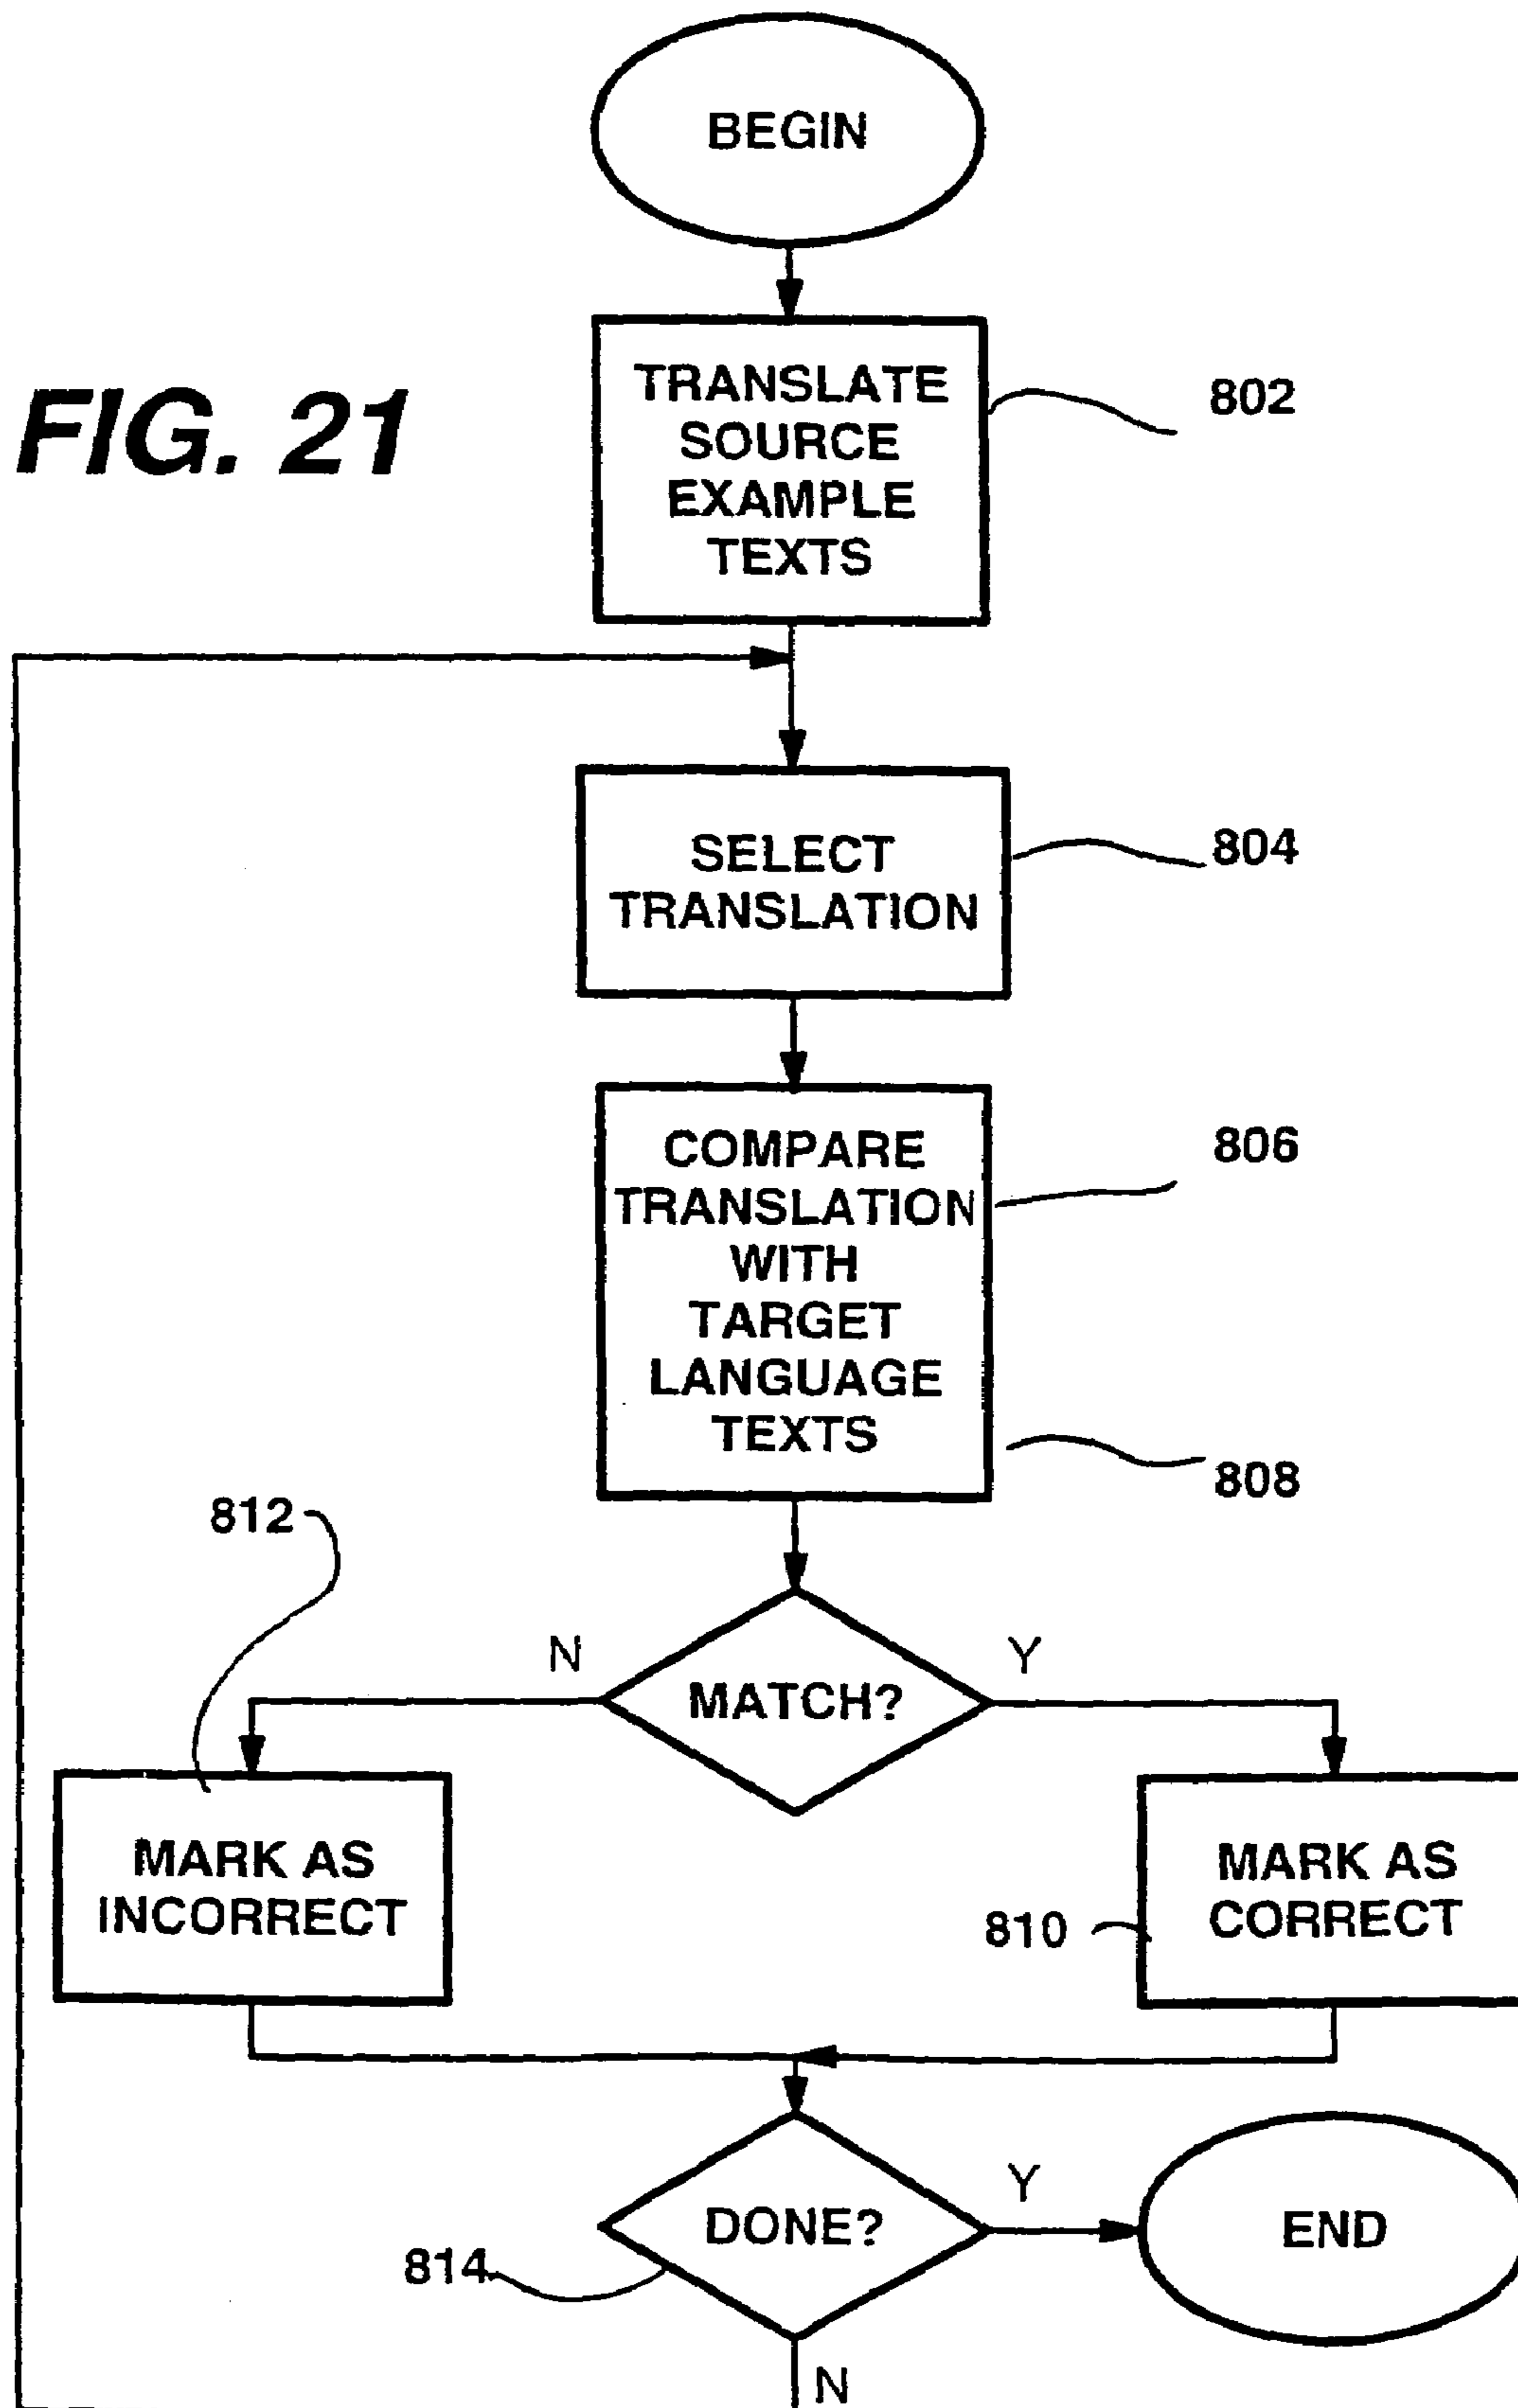 BEGIN
FIG. 21
TRANSLATE
SOURCE
EXAMPLE
TEXTS
802
SELECT
TRANSLATION
804
COMPARE
TRANSLATION
WITH
TARGET
LANGUAGE
TEXTS
806
808
812
N
MATCH?
Y
MARK AS
INCORRECT
810
MARK AS
CORRECT
DONE?
Y
END
814
N